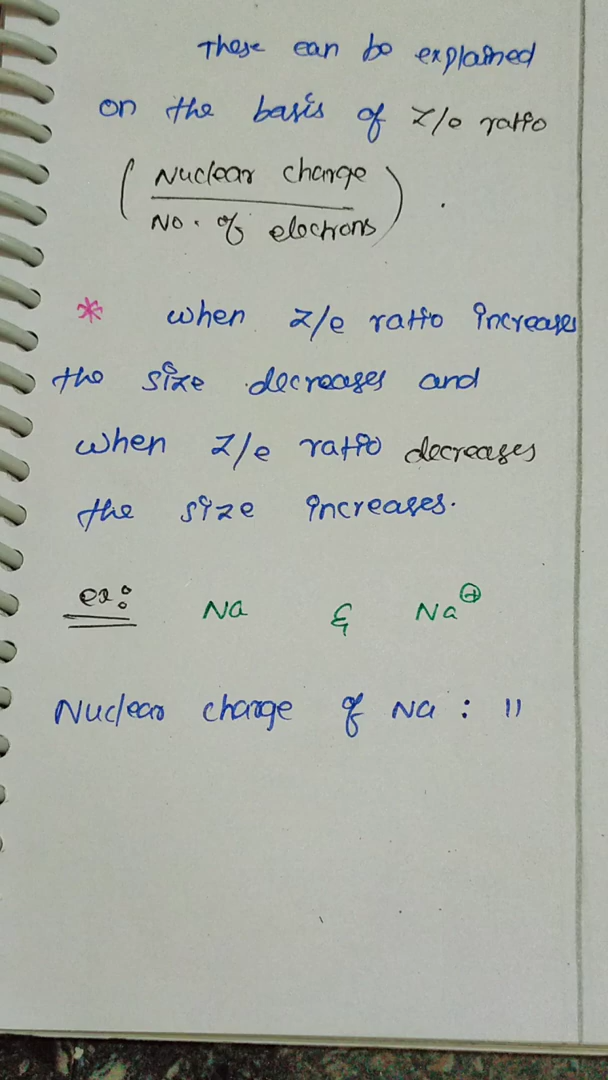 These can be explained
on the basis of Z/e ratio
( Nuclear charge
No. of electrons ) .
* when z/e ratio increases
the size decreases and
when z/e ratio decreases
the size increases.
ex: Na & Na⊕
Nuclear charge of Na : 11